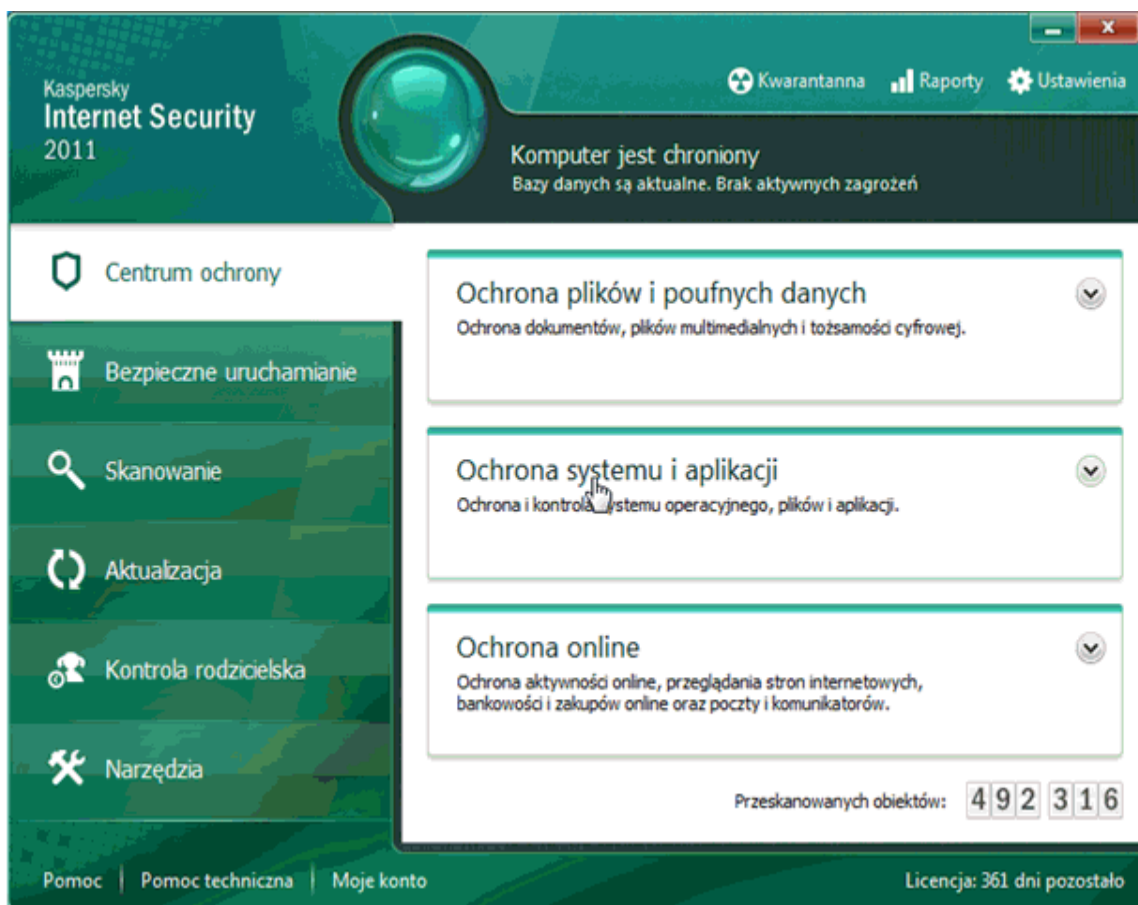 Kaspersky
Internet Security
2011
Kwarantanna
Raporty
Ustawienia
Komputer jest chroniony
Bazy danych są aktualne. Brak aktywnych zagrożeń
Centrum ochrony
Bezpieczne uruchamianie
Skanowanie
Aktualizacja
Kontrola rodzicielska
Narzędzia
Ochrona plików i poufnych danych
Ochrona dokumentów, plików multimedialnych i tożsamości cyfrowej.
Ochrona systemu i aplikacji
Ochrona i kontrola systemu operacyjnego, plików i aplikacji.
Ochrona online
Ochrona aktywności online, przeglądania stron internetowych,
bankowości i zakupów online oraz poczty i komunikatorów.
Przeskanowanych obiektów: 492 316
Pomoc | Pomoc techniczna | Moje konto
Licencja: 361 dni pozostało